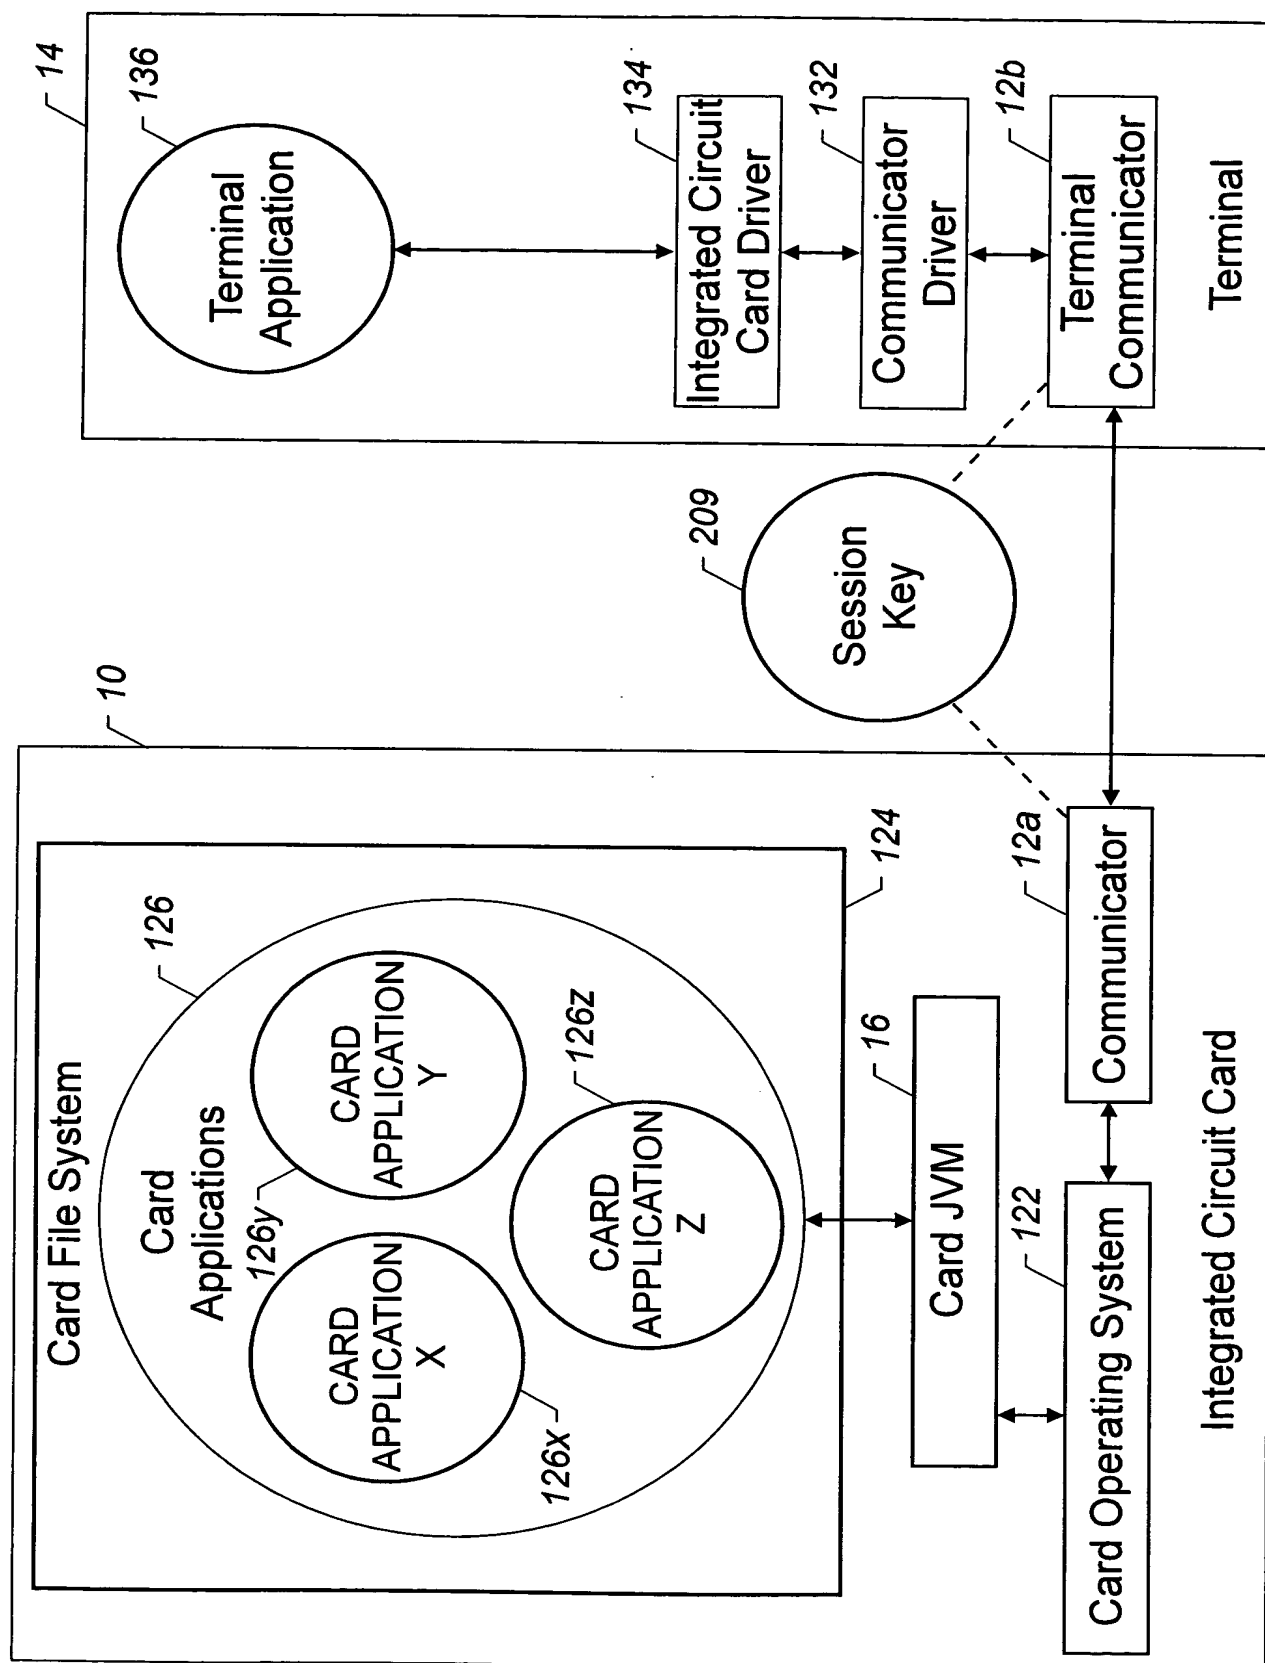 Card File System
Card
Applications
126
126y
CARD
APPLICATION
X
CARD
APPLICATION
Y
CARD
APPLICATION
Z
126x
126z
124
10
Card JVM
16
Card Operating System
122
Communicator
12a
Integrated Circuit Card
Session
Key
209
14
Terminal
Application
136
Integrated Circuit
Card Driver
134
Communicator
Driver
132
Terminal
Communicator
12b
Terminal